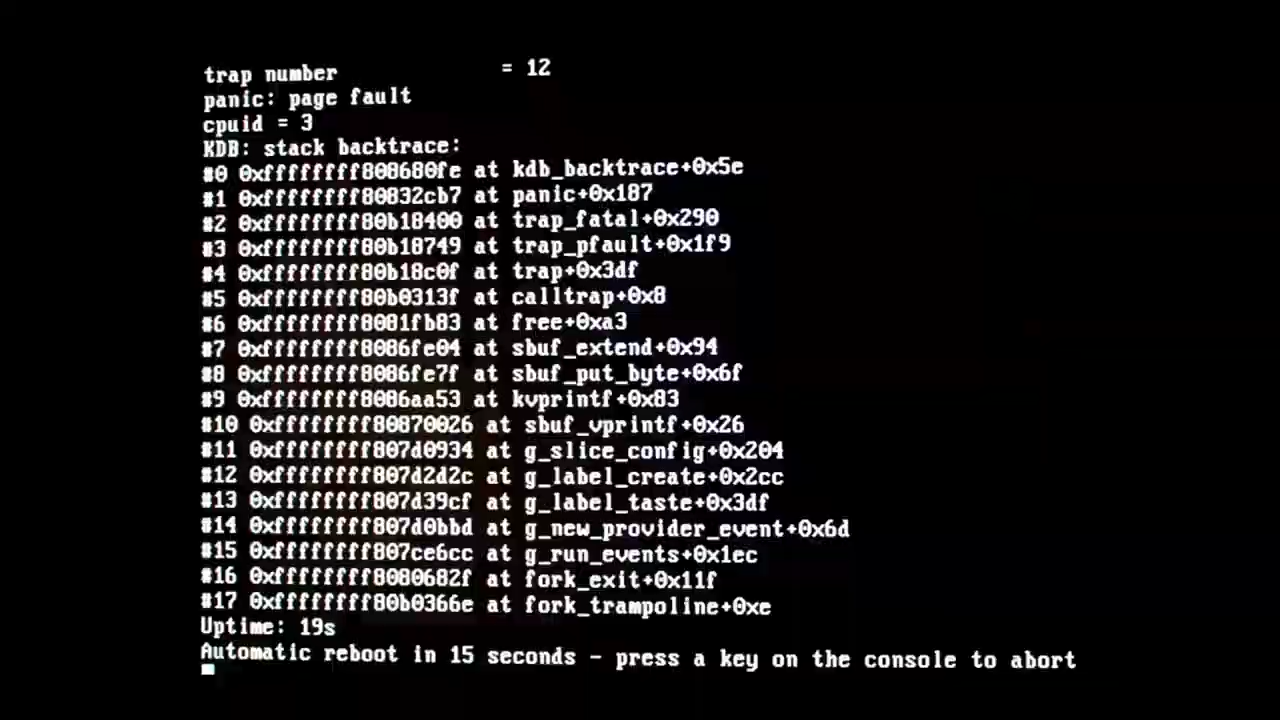 trap number = 12
panic: page fault
cpuid = 3
KDB: stack backtrace:
#0 0xffffffff808680fe at kdb_backtrace+0x5e
#1 0xffffffff80832cb7 at panic+0x187
#2 0xffffffff80b18400 at trap_fatal+0x290
#3 0xffffffff80b18749 at trap_pfault+0x1f9
#4 0xffffffff80b18c0f at trap+0x3df
#5 0xffffffff80b0313f at calltrap+0x8
#6 0xffffffff8081fb83 at free+0xa3
#7 0xffffffff8086fe04 at sbuf_extend+0x94
#8 0xffffffff8086fe7f at sbuf_put_byte+0x6f
#9 0xffffffff8086aa53 at kvprintf+0x83
#10 0xffffffff80870026 at sbuf_vprintf+0x26
#11 0xffffffff807d0934 at g_slice_config+0x204
#12 0xffffffff807d2d2c at g_label_create+0x2cc
#13 0xffffffff807d39cf at g_label_taste+0x3df
#14 0xffffffff807d0bbd at g_new_provider_event+0x6d
#15 0xffffffff807ce6cc at g_run_events+0x1ec
#16 0xffffffff8080682f at fork_exit+0x11f
#17 0xffffffff80b0366e at fork_trampoline+0xe
Uptime: 19s
Automatic reboot in 15 seconds - press a key on the console to abort